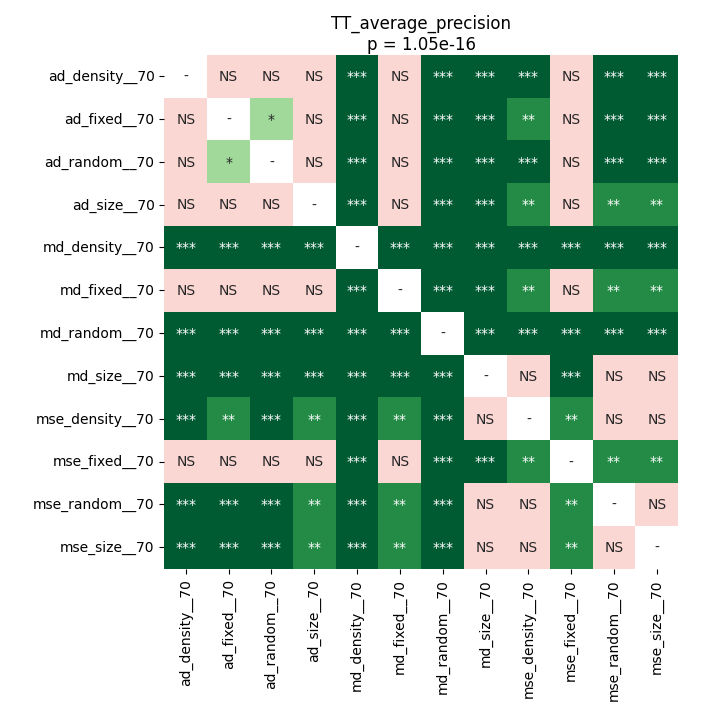 TT_average_precision
p = 1.05e-16
ad_density__70 - NS NS NS *** NS *** *** *** NS *** ***
ad_fixed__70 NS - * NS *** NS *** *** ** NS *** ***
ad_random__70 NS * - NS *** NS *** *** *** NS *** ***
ad_size__70 NS NS NS - *** NS *** *** ** NS ** **
md_density__70 *** *** *** *** - *** *** *** *** *** *** ***
md_fixed__70 NS NS NS NS *** - *** *** ** NS ** **
md_random__70 *** *** *** *** *** *** - *** *** *** *** ***
md_size__70 *** *** *** *** *** *** *** - NS *** NS NS
mse_density__70 *** ** *** ** *** ** *** NS - ** NS NS
mse_fixed__70 NS NS NS NS *** NS *** *** ** - ** **
mse_random__70 *** *** *** ** *** ** *** NS NS ** - NS
mse_size__70 *** *** *** ** *** ** *** NS NS ** NS -
ad_density__70
ad_fixed__70
ad_random__70
ad_size__70
md_density__70
md_fixed__70
md_random__70
md_size__70
mse_density__70
mse_fixed__70
mse_random__70
mse_size__70